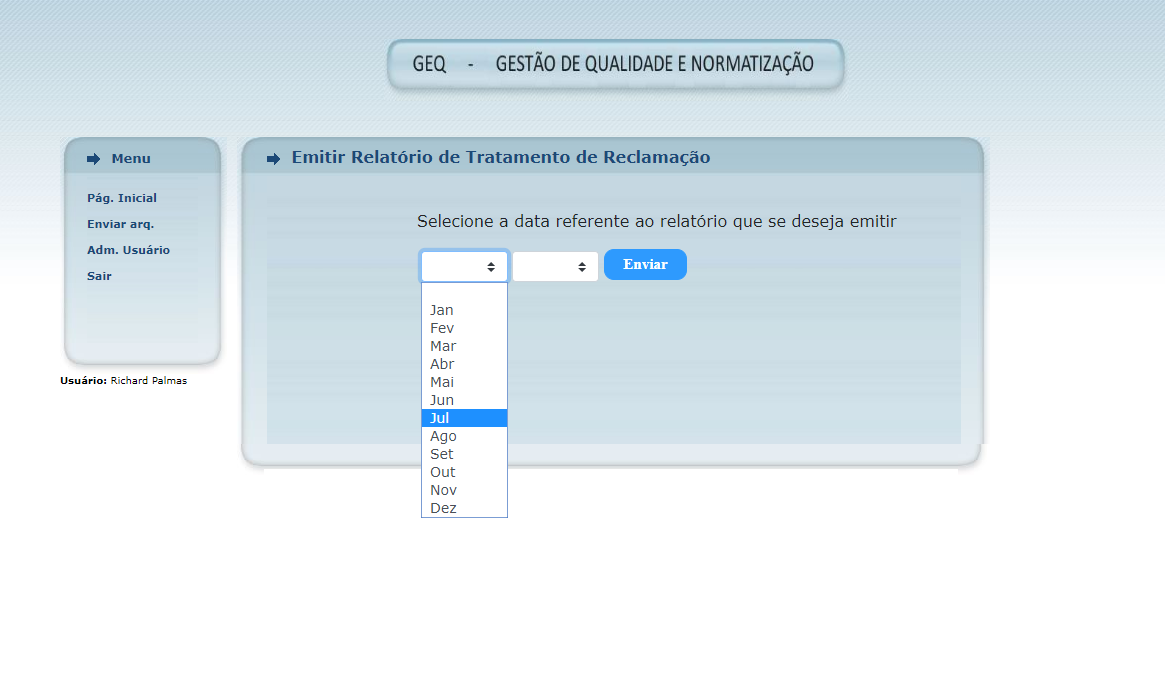 GEQ - GESTÃO DE QUALIDADE E NORMATIZAÇÃO
Menu
Pág. Inicial
Enviar arq.
Adm. Usuário
Sair
Usuário: Richard Palmas
Emitir Relatório de Tratamento de Reclamação
Selecione a data referente ao relatório que se deseja emitir
Enviar
Jan
Fev
Mar
Abr
Mai
Jun
Jul
Ago
Set
Out
Nov
Dez